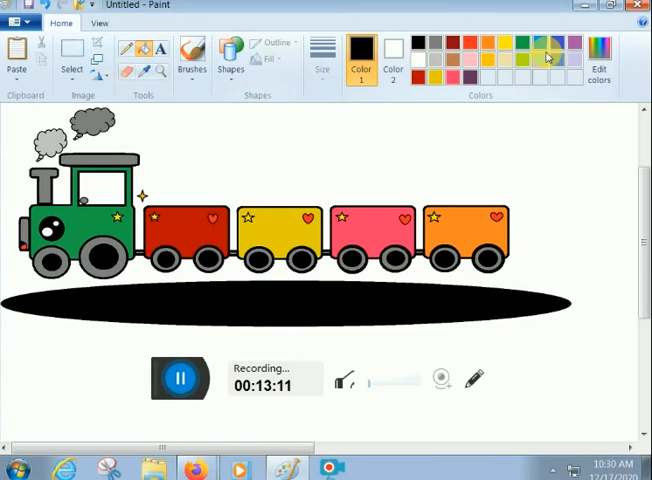 Untitled - Paint
Home View
Paste
Select
Brushes
Shapes
Outline
Fill
Size
Color 1
Color 2
Edit colors
Clipboard
Image
Tools
Shapes
Colors
Recording...
00:13:11
10:30 AM
12/17/2020